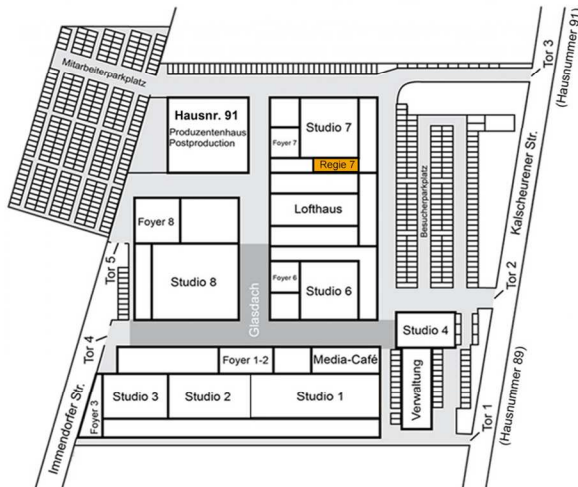 Mitarbeiterparkplatz
Tor 3
(Hausnummer 91)
Hausnr. 91
Produzentenhaus
Postproduction
Studio 7
Foyer 7
Regie 7
Lofthaus
Besucherparkplatz
Kalscheurener Str.
Foyer 8
Tor 5
Studio 8
Glasdach
Foyer 6
Studio 6
Tor 2
Tor 4
Studio 4
Foyer 1-2
Media-Café
Verwaltung
Immendorfer Str.
Foyer 3
Studio 3
Studio 2
Studio 1
Tor 1
(Hausnummer 89)